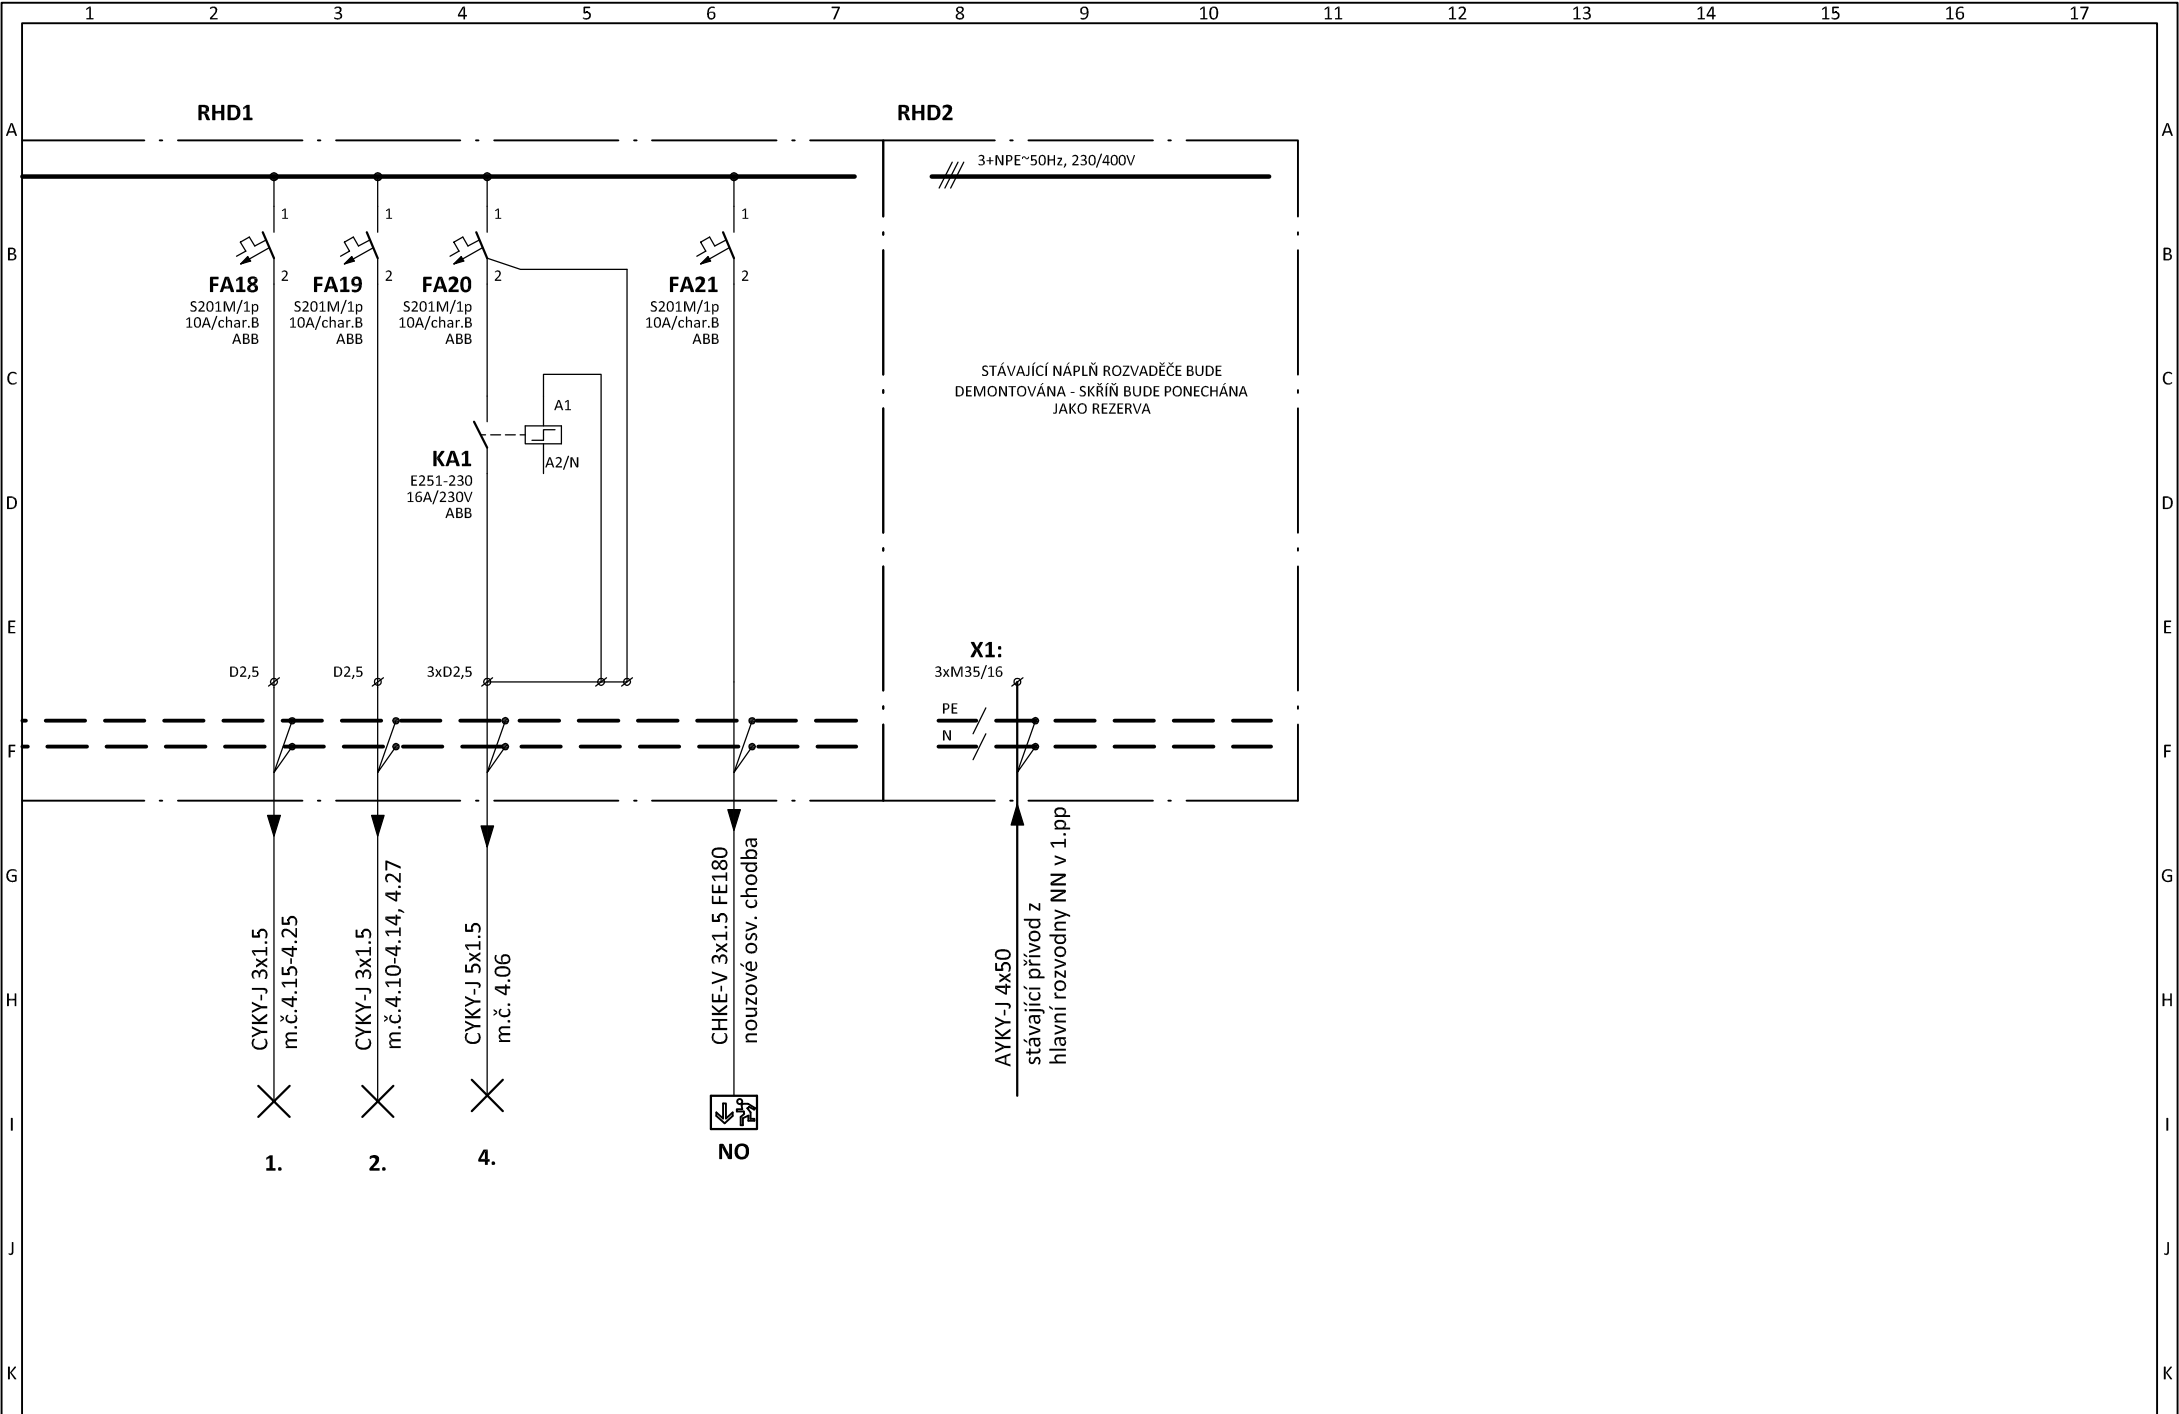 1 2 3 4 5 6 7 8 9 10 11 12 13 14 15 16 17
RHD1
RHD2
A A
3+NPE~50Hz, 230/400V
1 1 1 1
B B
2 2 2 2
FA18
S201M/1p
10A/char.B
ABB
FA19
S201M/1p
10A/char.B
ABB
FA20
S201M/1p
10A/char.B
ABB
FA21
S201M/1p
10A/char.B
ABB
STÁVAJÍCÍ NÁPLŇ ROZVADĚČE BUDE
DEMONTOVÁNA - SKŘÍŇ BUDE PONECHÁNA
JAKO REZERVA
C C
A1
A2/N
KA1
E251-230
16A/230V
ABB
D D
E E
X1:
3xM35/16
D2,5
D2,5
3xD2,5
PE
N
F F
CYKY-J 3x1.5
m.č.4.15-4.25
CYKY-J 3x1.5
m.č.4.10-4.14, 4.27
CYKY-J 5x1.5
m.č. 4.06
CHKE-V 3x1.5 FE180
nouzové osv. chodba
AYKY-J 4x50
stávající přívod z
hlavní rozvodny NN v 1.pp
G G
H H
I I
1.
2.
4.
NO
J J
K K